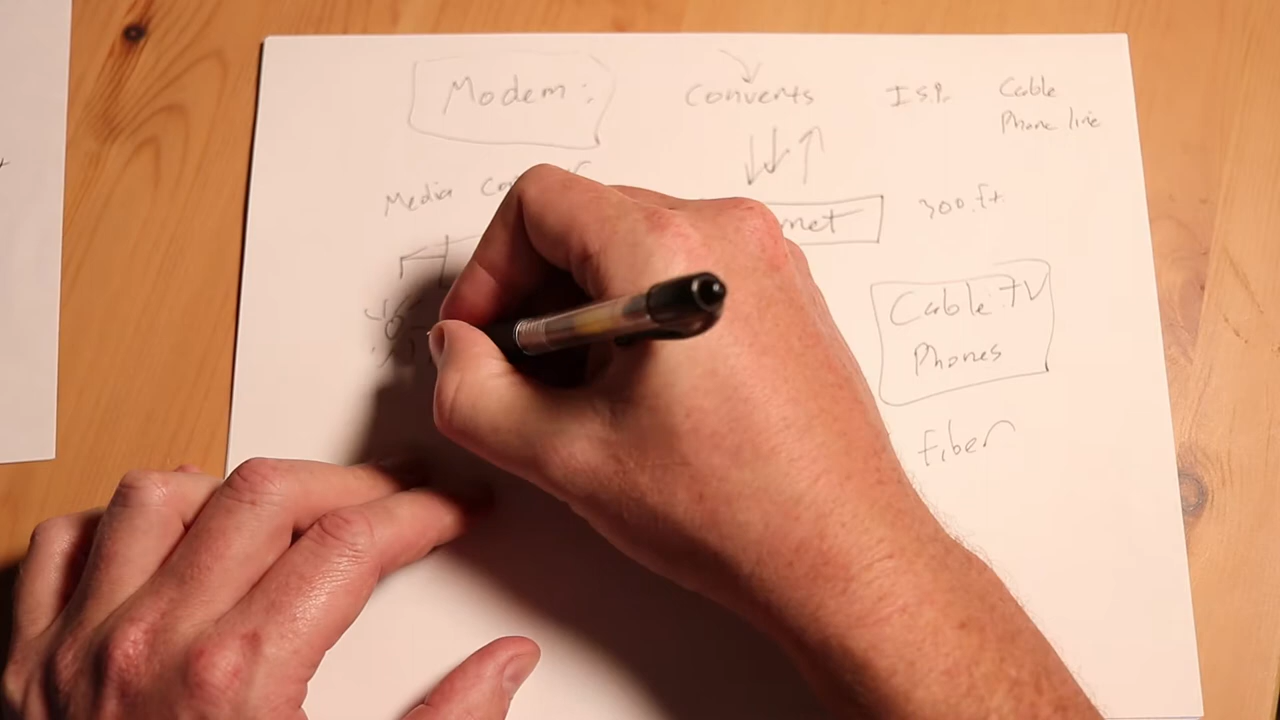 Modem:
Converts
I.S.P.
Cable
Phone line
Media
300.ft
Cable TV
Phones
Fiber